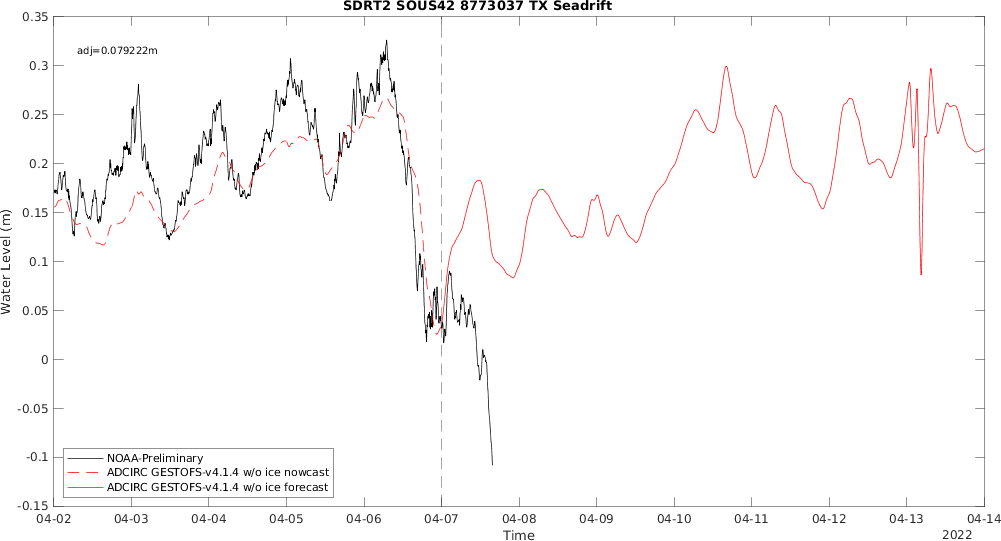 SDRT2 SOUS42 8773037 TX Seadrift
adj=0.079222m
0.35
0.3
0.25
0.2
0.15
0.1
0.05
0
-0.05
-0.1
-0.15
Water Level (m)
NOAA-Preliminary
ADCIRC GESTOFS-v4.1.4 w/o ice nowcast
ADCIRC GESTOFS-v4.1.4 w/o ice forecast
04-02 04-03 04-04 04-05 04-06 04-07 04-08 04-09 04-10 04-11 04-12 04-13 04-14
Time
2022